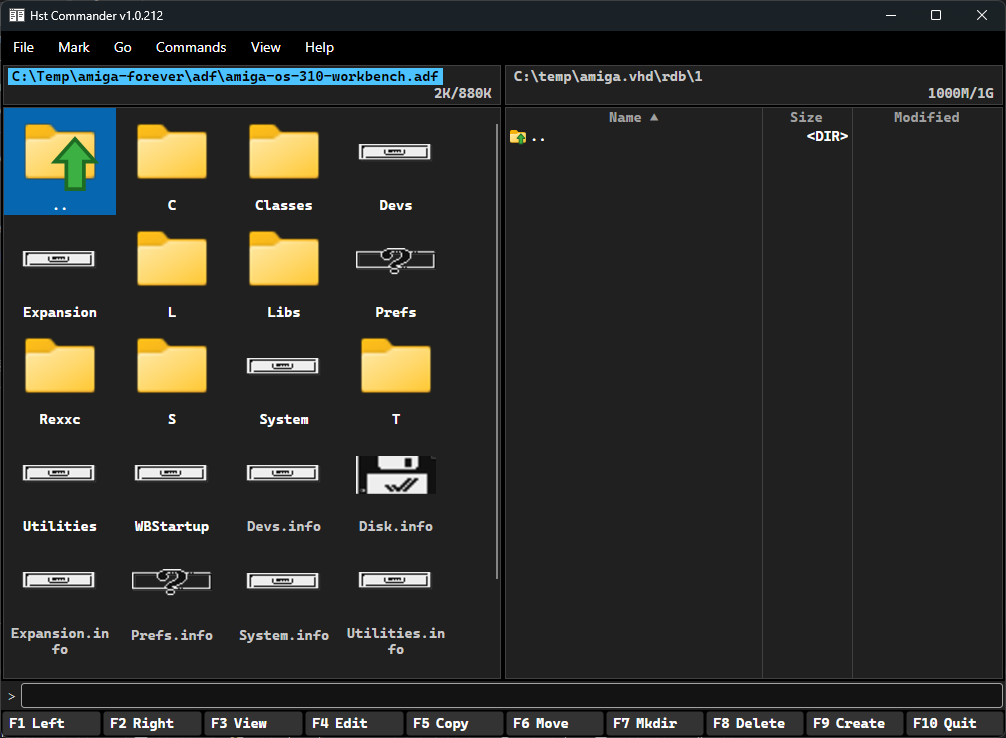 Hst Commander v1.0.212
File Mark Go Commands View Help
C:\Temp\amiga-forever\adf\amiga-os-310-workbench.adf
2K/880K
.. C Classes Devs
Expansion L Libs Prefs
Rexxc S System T
Utilities WBStartup Devs.info Disk.info
Expansion.in
fo
Prefs.info System.info
Utilities.in
fo
C:\temp\amiga.vhd\rdb\1
1000M/1G
Name ▲ Size Modified
.. <DIR>
>
F1 Left F2 Right F3 View F4 Edit F5 Copy F6 Move F7 Mkdir F8 Delete F9 Create F10 Quit